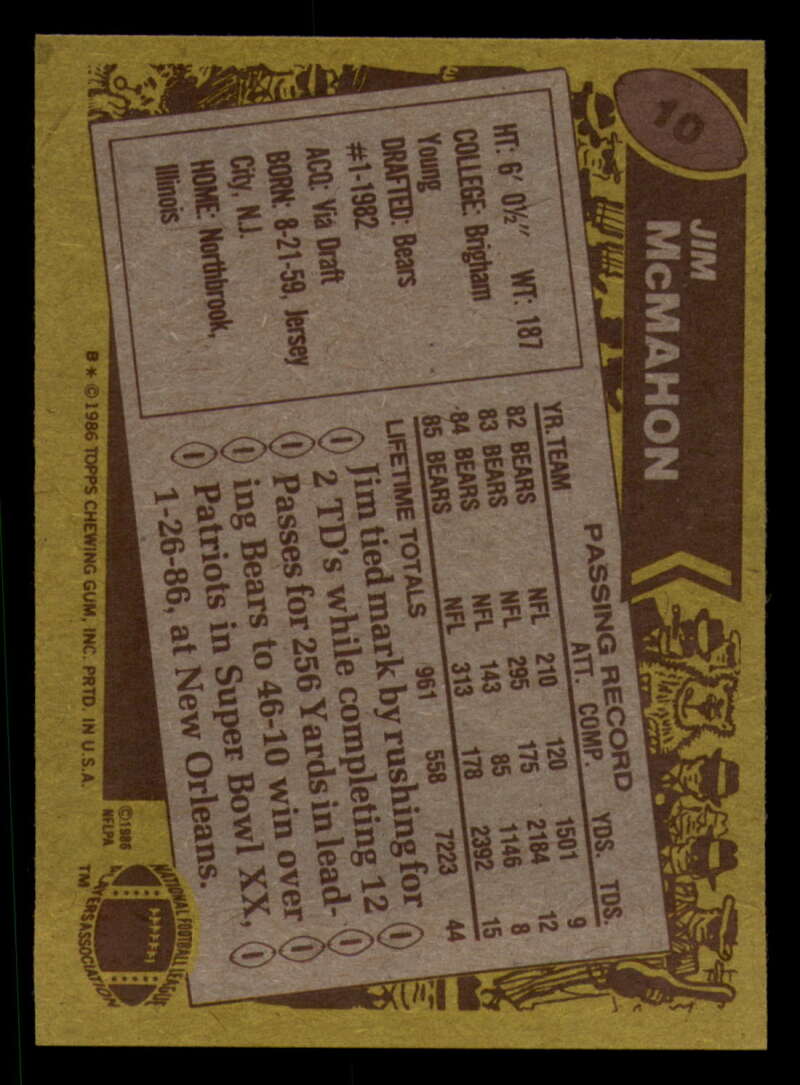 10
JIM
McMAHON
HT: 6' 0½" WT: 187
COLLEGE: Brigham
Young
DRAFTED: Bears
#1-1982
ACQ: Via Draft
BORN: 8-21-59, Jersey
City, N.J.
HOME: Northbrook,
Illinois
PASSING RECORD
YR. TEAM ATT. COMP. YDS. TDS.
82 BEARS NFL 210 120 1501 9
83 BEARS NFL 295 175 2184 12
84 BEARS NFL 143 85 1146 8
85 BEARS NFL 313 178 2392 15
LIFETIME TOTALS 961 558 7223 44
Jim tied mark by rushing for
2 TD's while completing 12
Passes for 256 Yards in lead-
ing Bears to 46-10 win over
Patriots in Super Bowl XX,
1-26-86, at New Orleans.
B * ©1986 TOPPS CHEWING GUM, INC. PRTD. IN U.S.A.
©1986
NFLPA
NATIONAL FOOTBALL LEAGUE
PLAYERS ASSOCIATION
TM